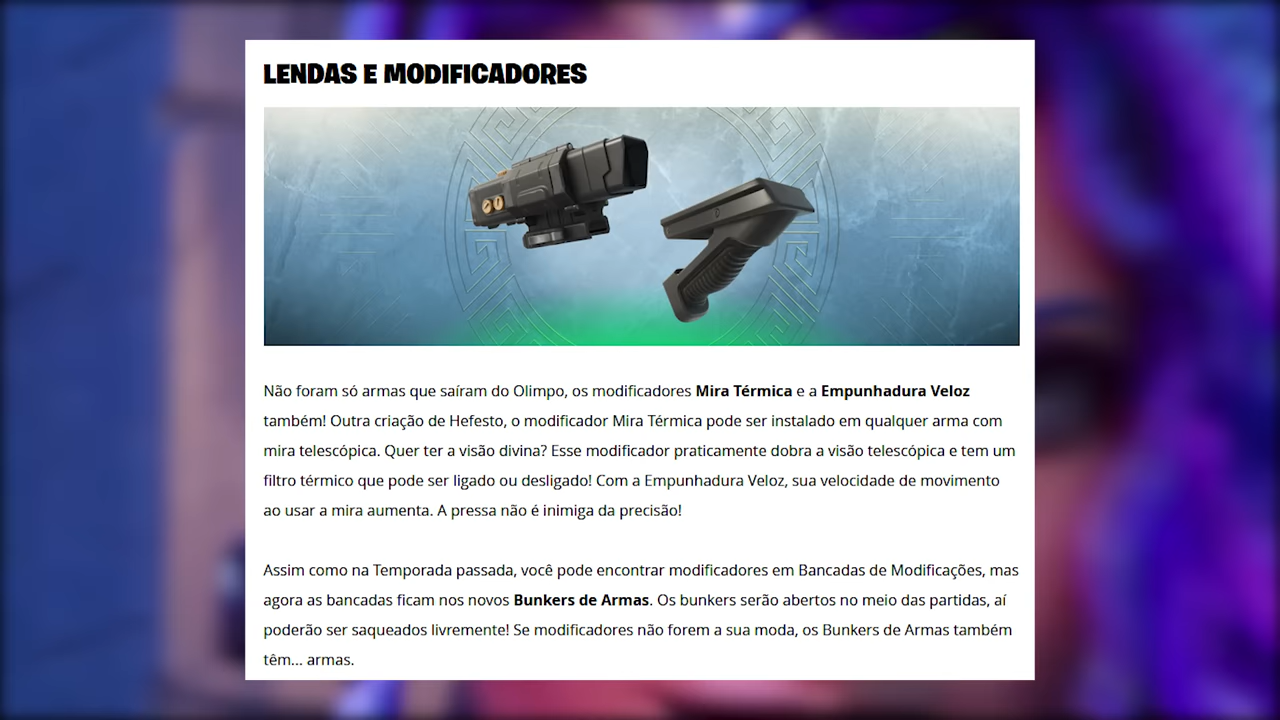 LENDAS E MODIFICADORES
Não foram só armas que saíram do Olimpo, os modificadores Mira Térmica e a Empunhadura Veloz
também! Outra criação de Hefesto, o modificador Mira Térmica pode ser instalado em qualquer arma com
mira telescópica. Quer ter a visão divina? Esse modificador praticamente dobra a visão telescópica e tem um
filtro térmico que pode ser ligado ou desligado! Com a Empunhadura Veloz, sua velocidade de movimento
ao usar a mira aumenta. A pressa não é inimiga da precisão!
Assim como na Temporada passada, você pode encontrar modificadores em Bancadas de Modificações, mas
agora as bancadas ficam nos novos Bunkers de Armas. Os bunkers serão abertos no meio das partidas, aí
poderão ser saqueados livremente! Se modificadores não forem a sua moda, os Bunkers de Armas também
têm... armas.